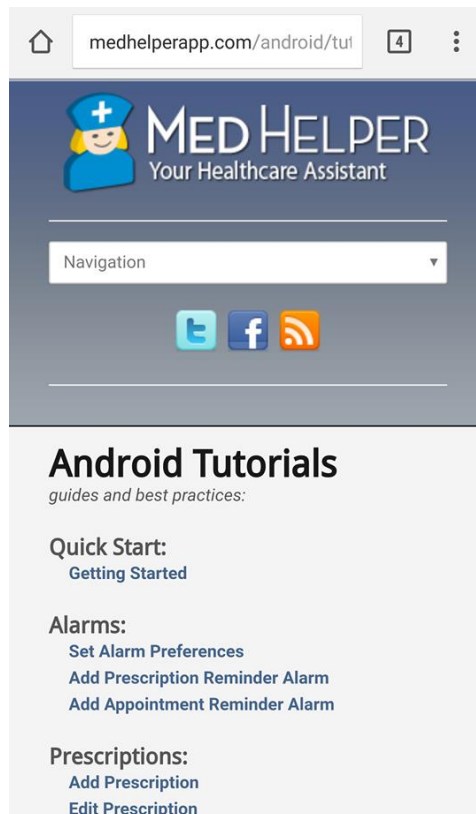 medhelperapp.com/android/tut
4
MED HELPER
Your Healthcare Assistant
Navigation
Android Tutorials
guides and best practices:
Quick Start:
Getting Started
Alarms:
Set Alarm Preferences
Add Prescription Reminder Alarm
Add Appointment Reminder Alarm
Prescriptions:
Add Prescription
Edit Prescription